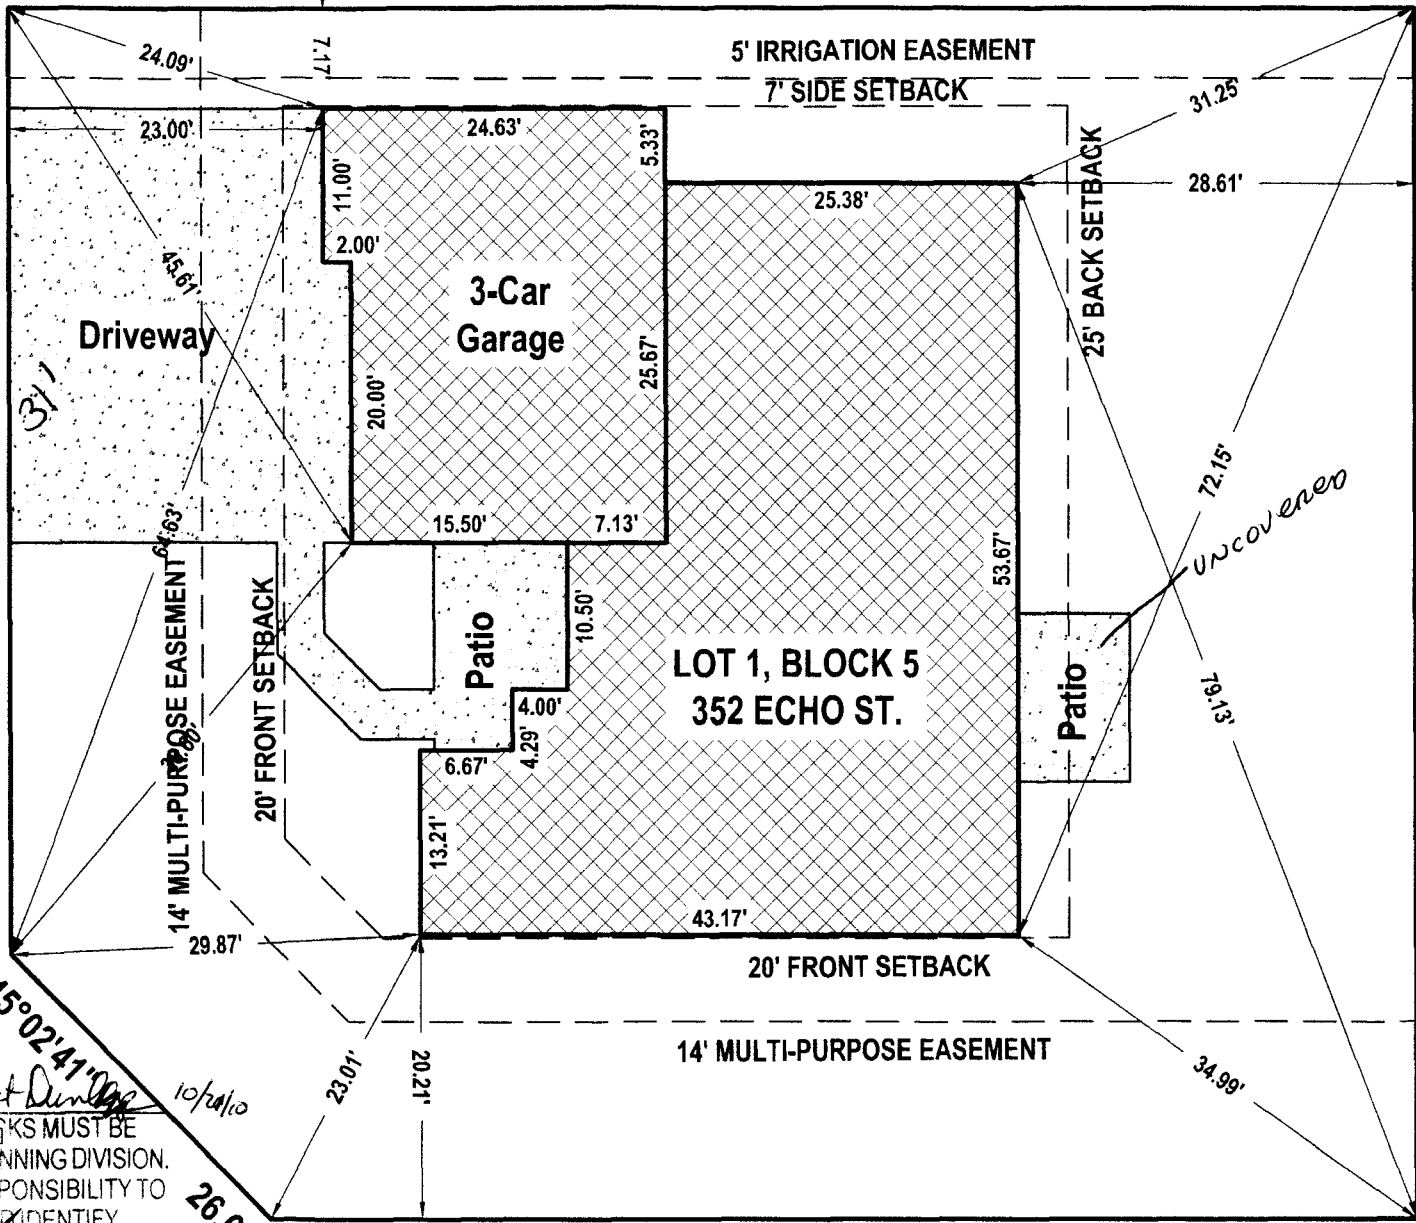 5' IRRIGATION EASEMENT
7' SIDE SETBACK
24.09'
7.17'
31.25'
23.00'
24.63'
5.33'
28.61'
11.00'
25.38'
25' BACK SETBACK
2.00'
45.61'
3-Car
Garage
Driveway
25.67'
20.00'
72.15'
UNCOVERED
15.50'
7.13'
64.63'
53.67'
14' MULTI-PURPOSE EASEMENT
20' FRONT SETBACK
Patio
10.50'
LOT 1, BLOCK 5
352 ECHO ST.
Patio
79.13'
4.00'
4.29'
6.67'
13.21'
43.17'
29.87'
20' FRONT SETBACK
14' MULTI-PURPOSE EASEMENT
23.01'
20.21'
34.99'
5°02'41"
10/21/10
KS MUST BE
NNING DIVISION.
PONSIBILITY TO
IDENTIFY
26.0